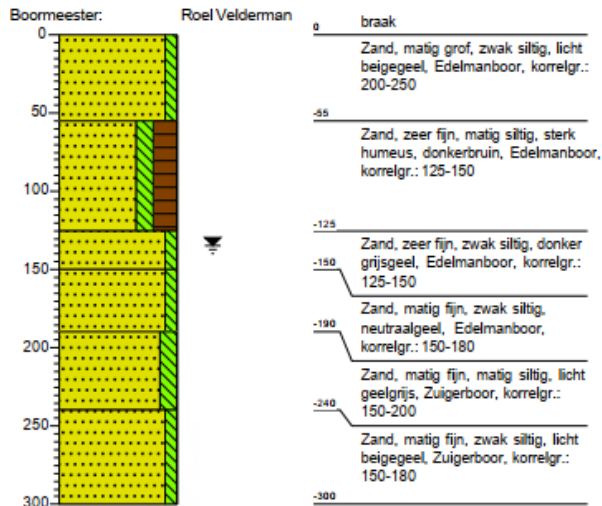 Boormeester: Roel Velderman
0
50
100
150
200
250
300
0 braak
Zand, matig grof, zwak siltig, licht
beigegeel, Edelmanboor, korrelgr.:
200-250
-55
Zand, zeer fijn, matig siltig, sterk
humeus, donkerbruin, Edelmanboor,
korrelgr.: 125-150
-125
Zand, zeer fijn, zwak siltig, donker
grijsgeel, Edelmanboor, korrelgr.:
125-150
-150
Zand, matig fijn, zwak siltig,
neutraalgeel, Edelmanboor,
korrelgr.: 150-180
-190
Zand, matig fijn, matig siltig, licht
geelgrijs, Zuigerboor, korrelgr.:
150-200
-240
Zand, matig fijn, zwak siltig, licht
beigegeel, Zuigerboor, korrelgr.:
150-180
-300